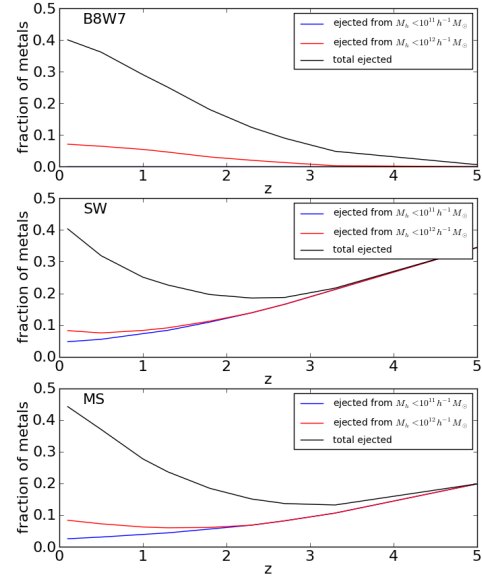 B8W7
ejected from M_h <10^11 h^-1 M_⊙
ejected from M_h <10^12 h^-1 M_⊙
total ejected
fraction of metals
0.5
0.4
0.3
0.2
0.1
0.0
0 1 2 3 4 5
z
SW
ejected from M_h <10^11 h^-1 M_⊙
ejected from M_h <10^12 h^-1 M_⊙
total ejected
fraction of metals
0.5
0.4
0.3
0.2
0.1
0.0
0 1 2 3 4 5
z
MS
ejected from M_h <10^11 h^-1 M_⊙
ejected from M_h <10^12 h^-1 M_⊙
total ejected
fraction of metals
0.5
0.4
0.3
0.2
0.1
0.0
0 1 2 3 4 5
z